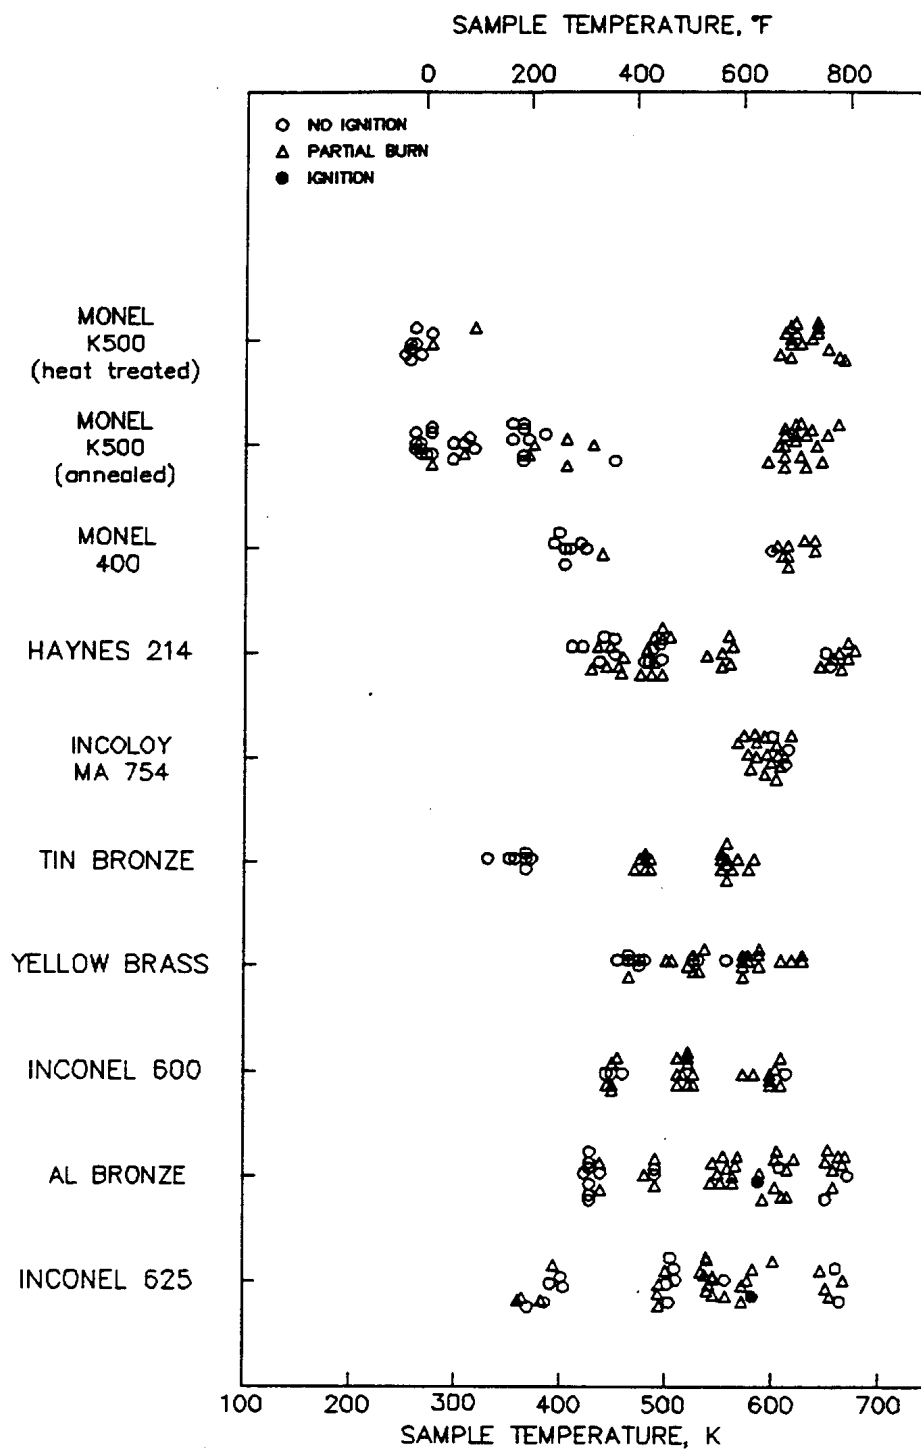 SAMPLE TEMPERATURE, °F
0 200 400 600 800
NO IGNITION
PARTIAL BURN
IGNITION
MONEL
K500
(heat treated)
MONEL
K500
(annealed)
MONEL
400
HAYNES 214
INCOLOY
MA 754
TIN BRONZE
YELLOW BRASS
INCONEL 600
AL BRONZE
INCONEL 625
100 200 300 400 500 600 700
SAMPLE TEMPERATURE, K